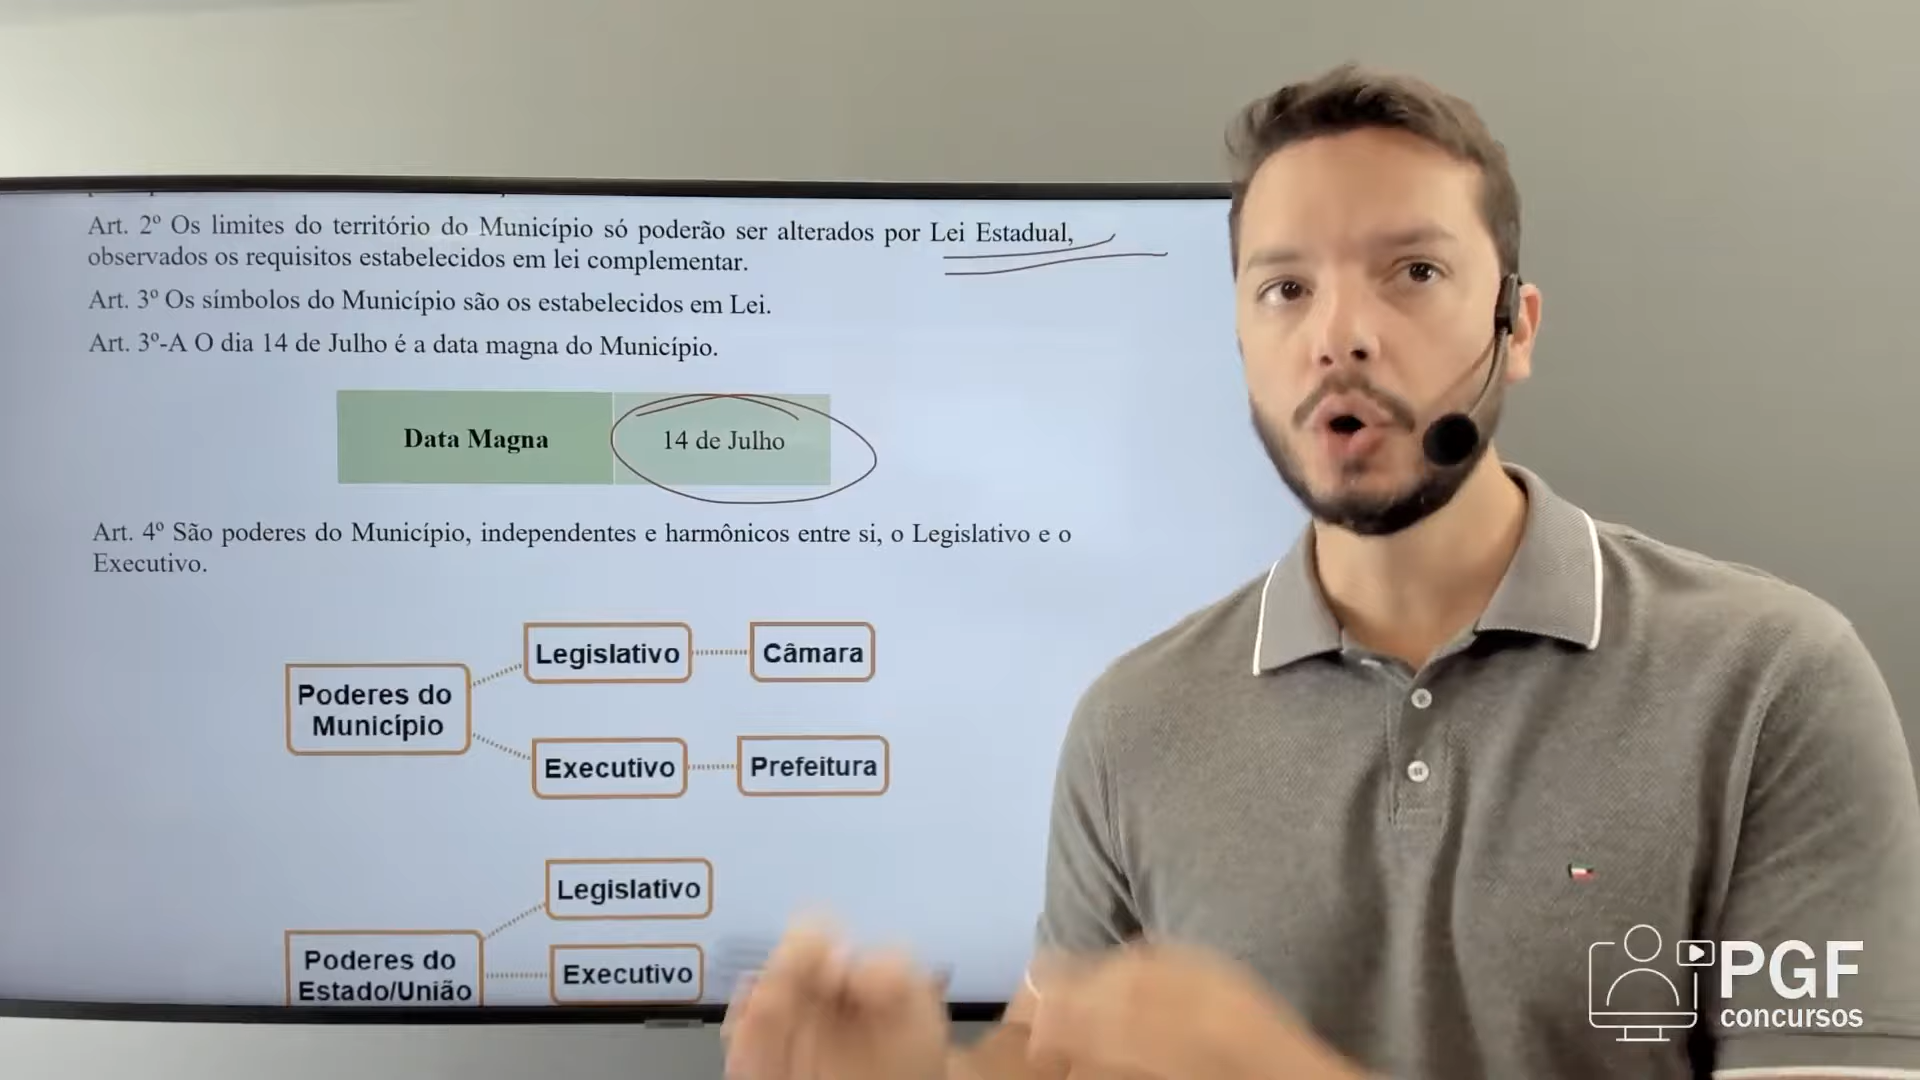 Art. 2º Os limites do território do Município só poderão ser alterados por Lei Estadual,
observados os requisitos estabelecidos em lei complementar.
Art. 3º Os símbolos do Município são os estabelecidos em Lei.
Art. 3º-A O dia 14 de Julho é a data magna do Município.
Data Magna
14 de Julho
Art. 4º São poderes do Município, independentes e harmônicos entre si, o Legislativo e o
Executivo.
Poderes do
Município
Legislativo
Câmara
Executivo
Prefeitura
Poderes do
Estado/União
Legislativo
Executivo
PGF
concursos